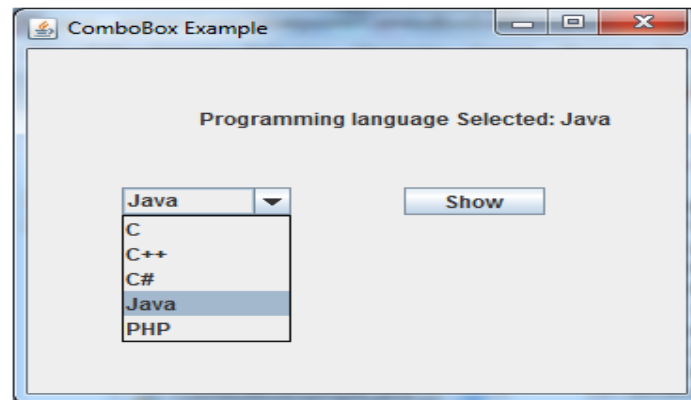 ComboBox Example
Programming language Selected: Java
Java
Show
C
C++
C#
Java
PHP